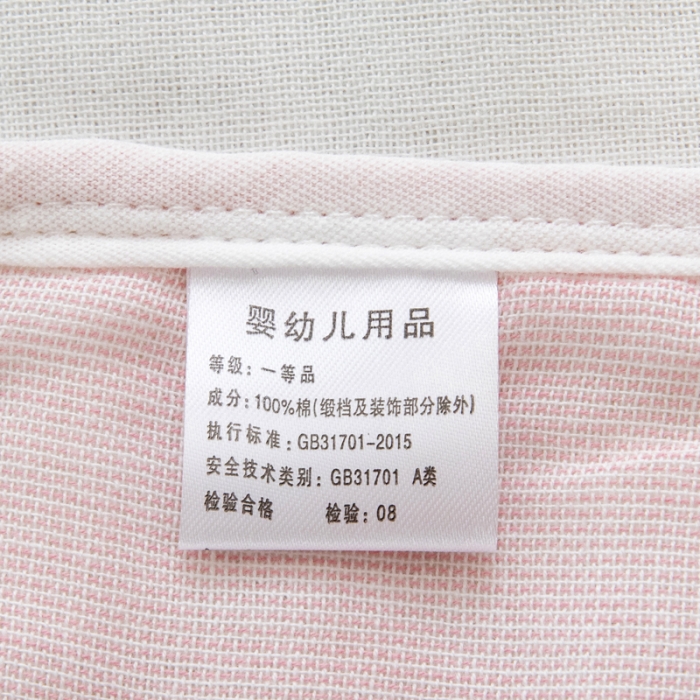 婴幼儿用品
等级：一等品
成分：100%棉(缎档及装饰部分除外)
执行标准：GB31701-2015
安全技术类别：GB31701 A类
检验合格 检验：08